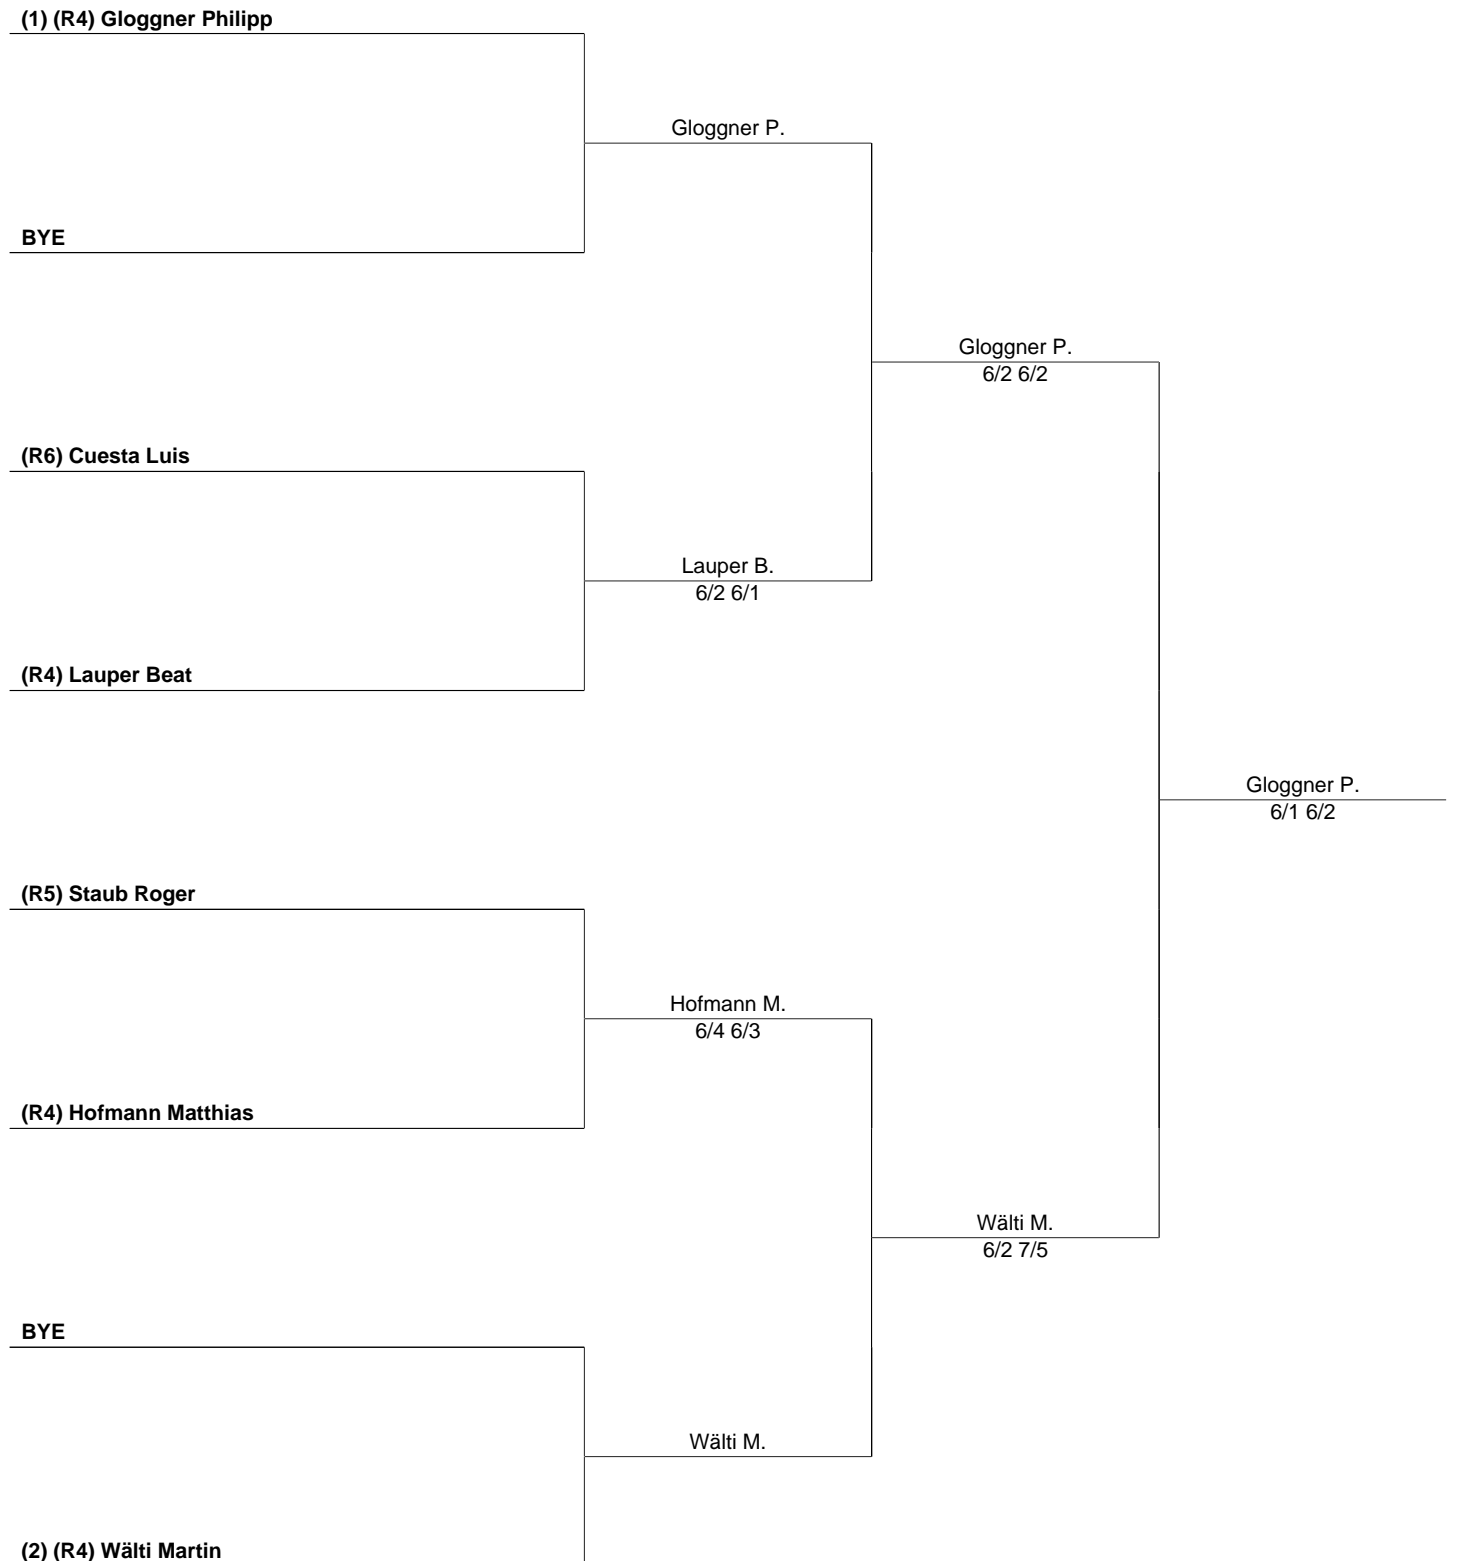 (1) (R4) Gloggner Philipp
Gloggner P.
BYE
Gloggner P.
6/2 6/2
(R6) Cuesta Luis
Lauper B.
6/2 6/1
(R4) Lauper Beat
Gloggner P.
6/1 6/2
(R5) Staub Roger
Hofmann M.
6/4 6/3
(R4) Hofmann Matthias
Wälti M.
6/2 7/5
BYE
Wälti M.
(2) (R4) Wälti Martin